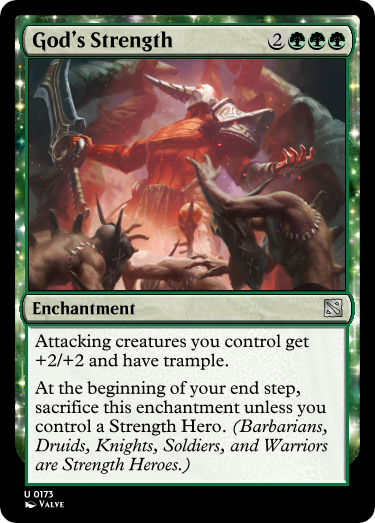 God's Strength 2
Enchantment
Attacking creatures you control get
+2/+2 and have trample.
At the beginning of your end step,
sacrifice this enchantment unless you
control a Strength Hero. (Barbarians,
Druids, Knights, Soldiers, and Warriors
are Strength Heroes.)
U 0173
Valve